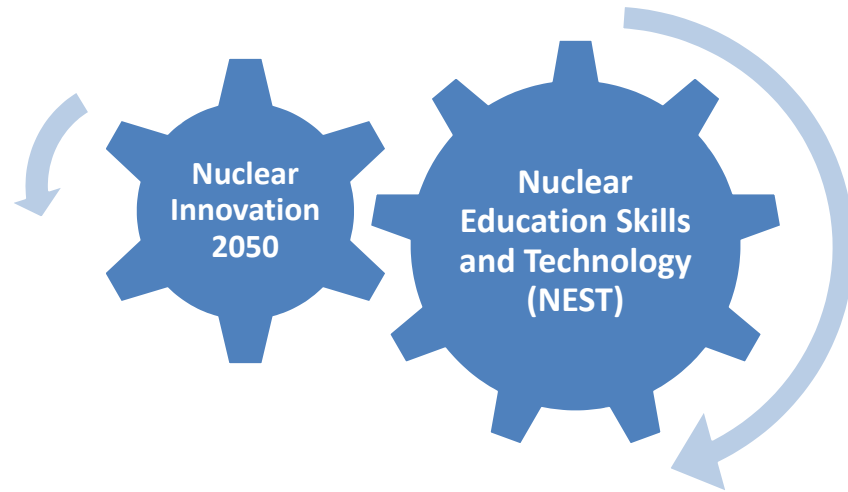 Nuclear
Innovation
2050
Nuclear
Education Skills
and Technology
(NEST)